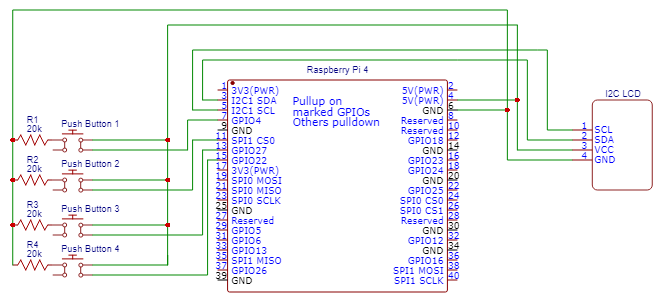 Raspberry Pi 4
I2C LCD
R1
20k
Push Button 1
R2
20k
Push Button 2
R3
20k
Push Button 3
R4
20k
Push Button 4
Pullup on
marked GPIOs
Others pulldown
1 3V3(PWR) 5V(PWR) 2
3 I2C1 SDA 5V(PWR) 4
5 I2C1 SCL GND 6
7 GPIO4 Reserved 8
9 GND Reserved 10
11 SPI1 CS0 GPIO18 12
13 GPIO27 GND 14
15 GPIO22 GPIO23 16
17 3V3(PWR) GPIO24 18
19 SPI0 MOSI GND 20
21 SPI0 MISO GPIO25 22
23 SPI0 SCLK SPI0 CS0 24
25 GND SPI0 CS1 26
27 Reserved Reserved 28
29 GPIO5 GND 30
31 GPIO6 GPIO12 32
33 GPIO13 GND 34
35 SPI1 MISO GPIO16 36
37 GPIO26 SPI1 MOSI 38
39 GND SPI1 SCLK 40
1 SCL
2 SDA
3 VCC
4 GND